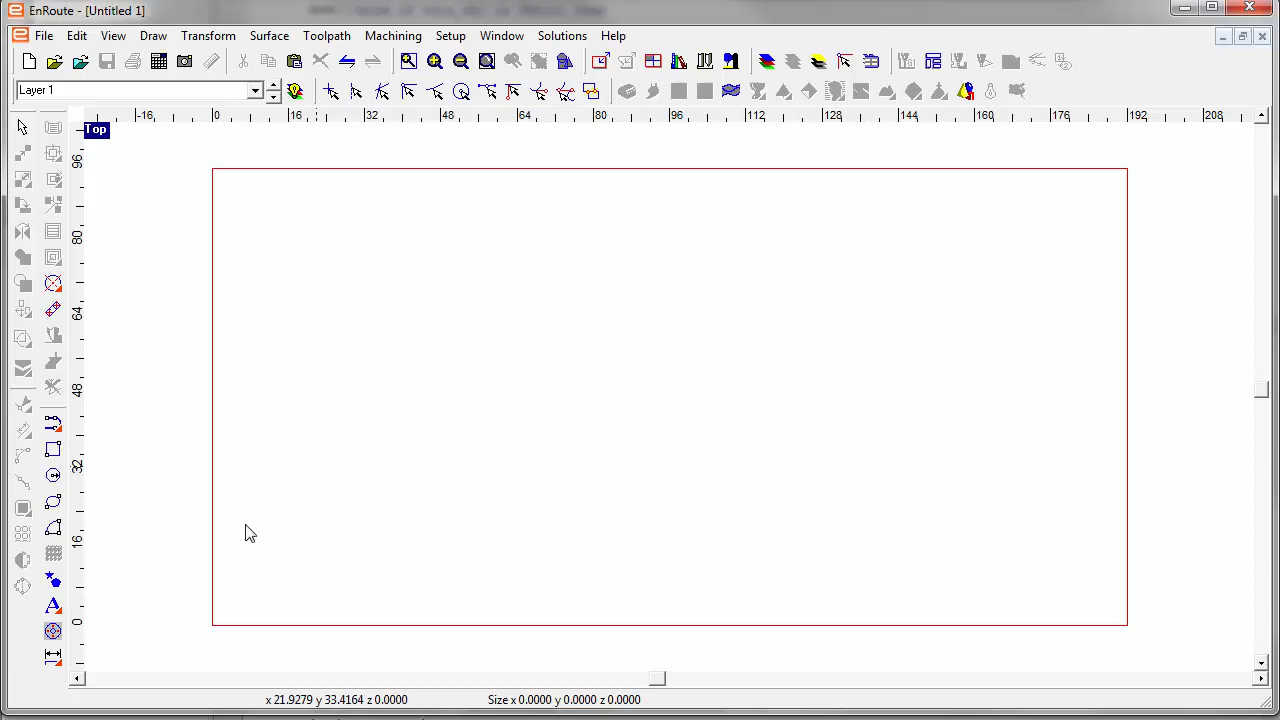 EnRoute - [Untitled 1]
File Edit View Draw Transform Surface Toolpath Machining Setup Window Solutions Help
Layer 1
-16 0 16 32 48 64 80 96 112 128 144 160 176 192 208
Top
96
80
64
48
32
16
0
x 21.9279 y 33.4164 z 0.0000 Size x 0.0000 y 0.0000 z 0.0000